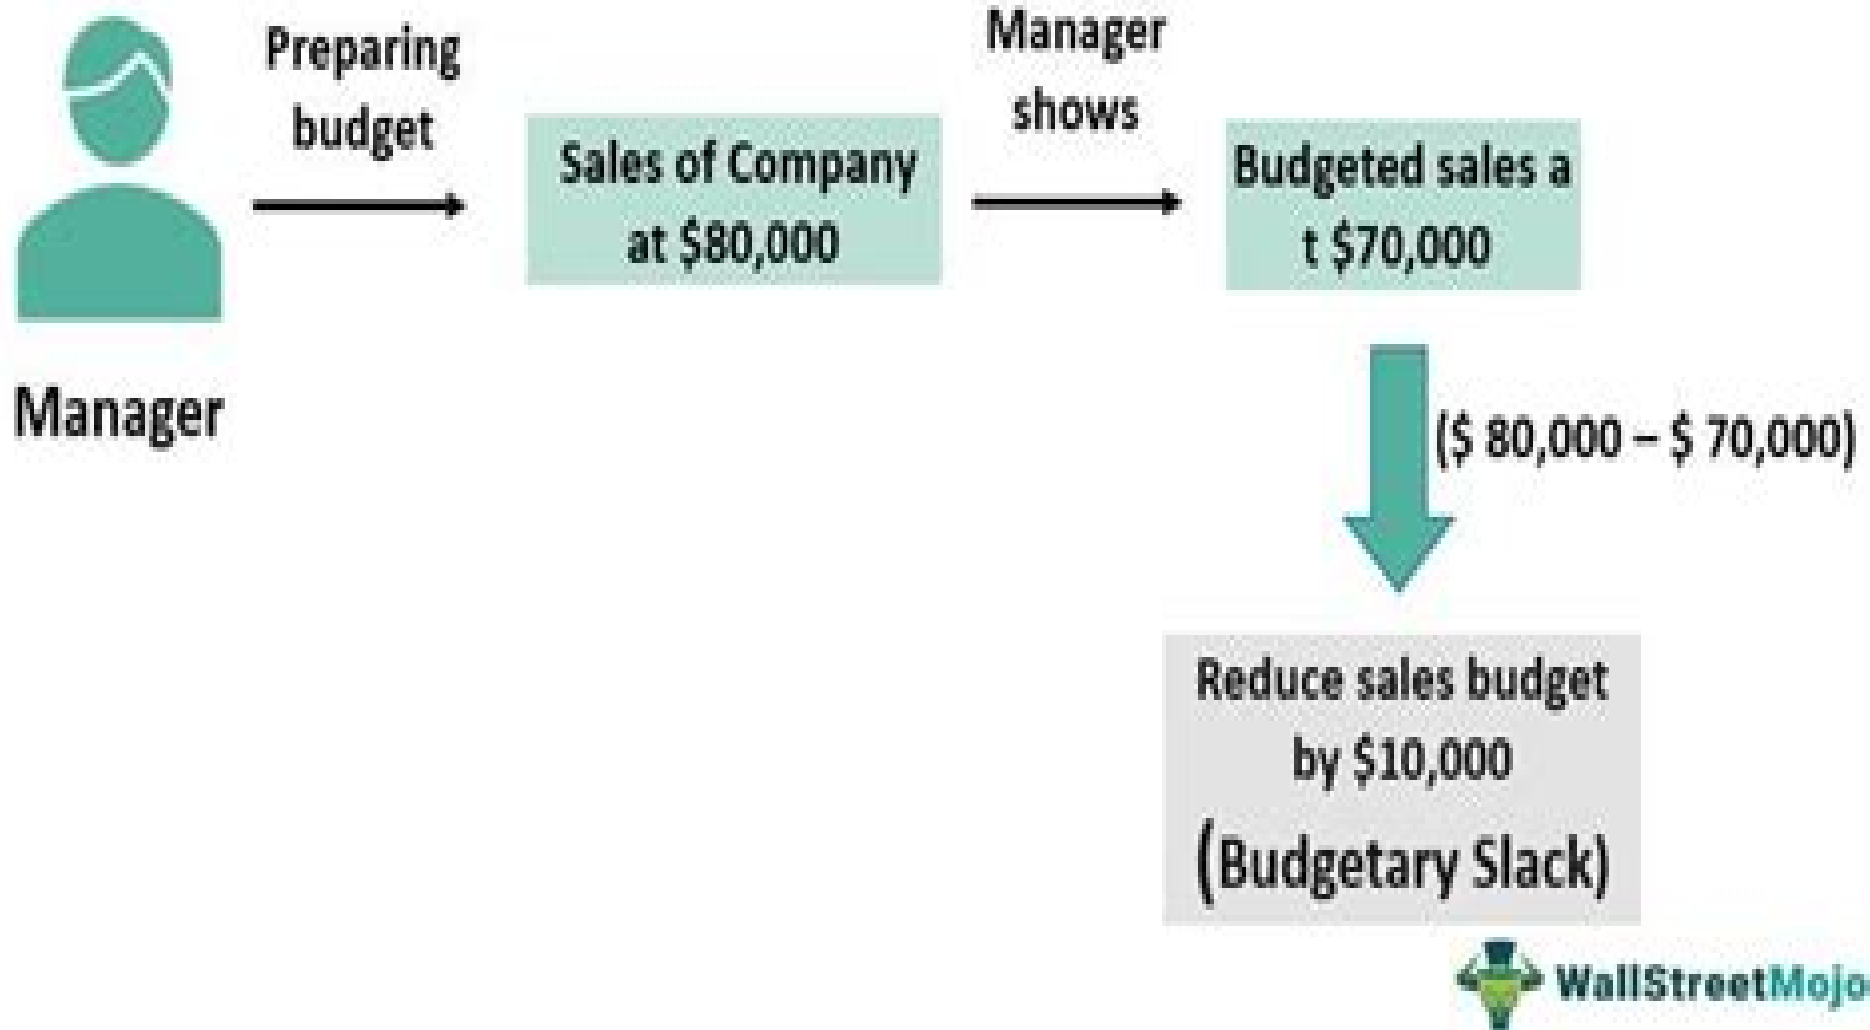 Preparing
budget
Manager
shows
Sales of Company
at $80,000
Budgeted sales a
t $70,000
Manager
($ 80,000 – $ 70,000)
Reduce sales budget
by $10,000
(Budgetary Slack)
WallStreetMojo